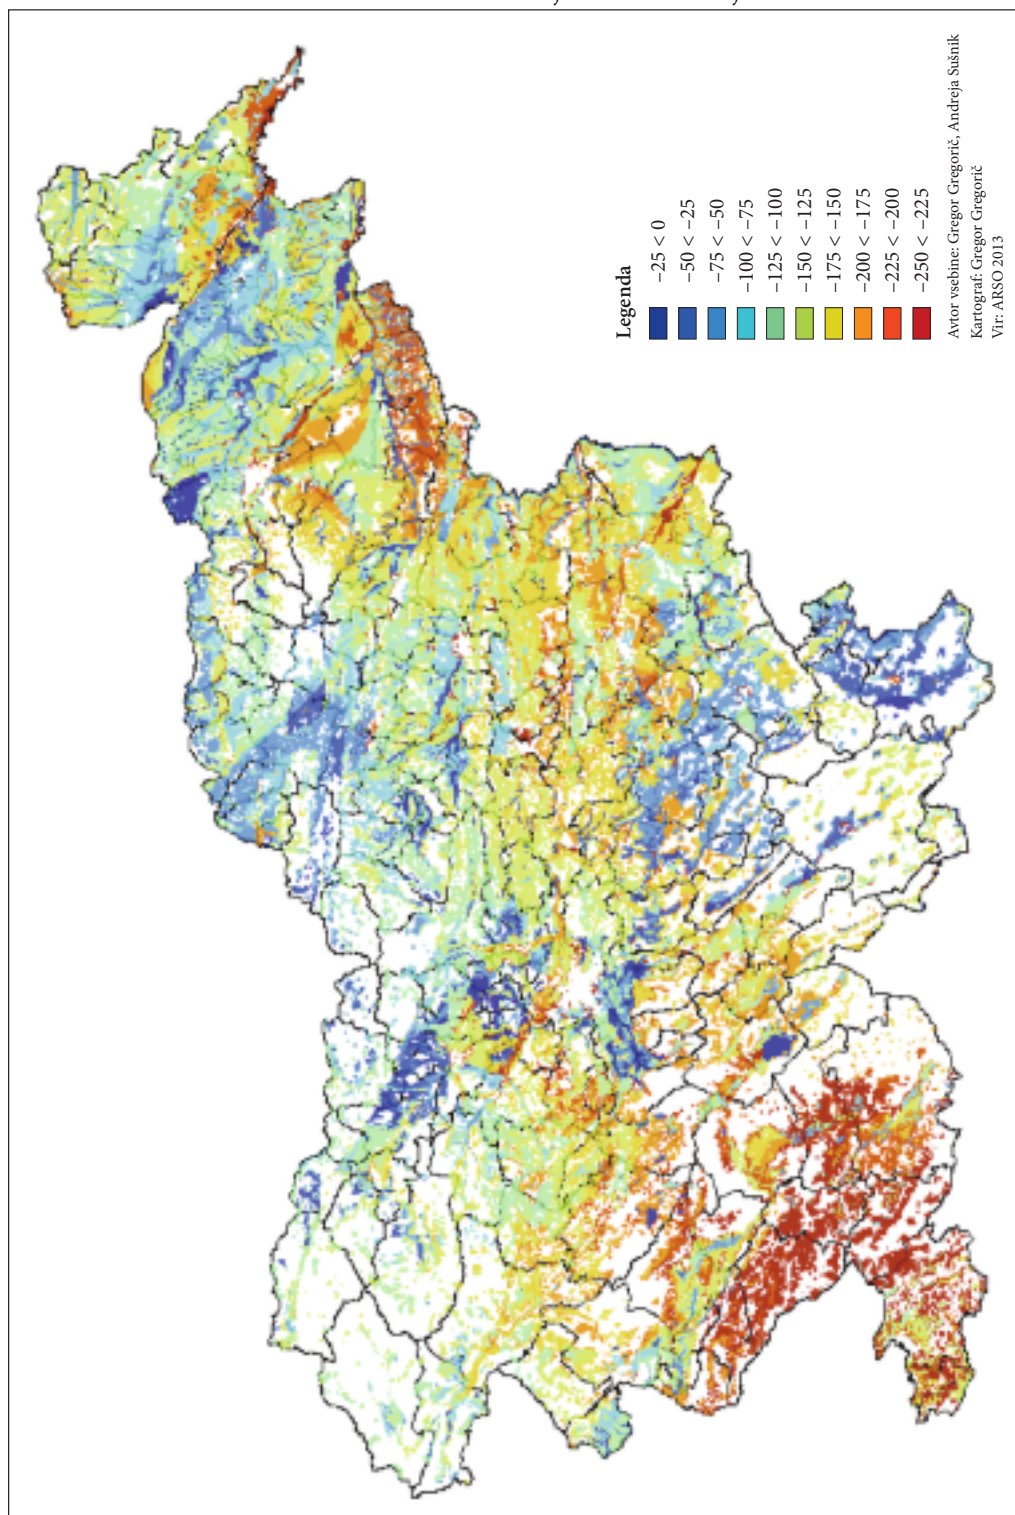 Legenda
−25 < 0
−50 < −25
−75 < −50
−100 < −75
−125 < −100
−150 < −125
−175 < −150
−200 < −175
−225 < −200
−250 < −225
Avtor vsebine: Gregor Gregorič, Andreja Sušnik
Kartograf: Gregor Gregorič
Vir: ARSO 2013